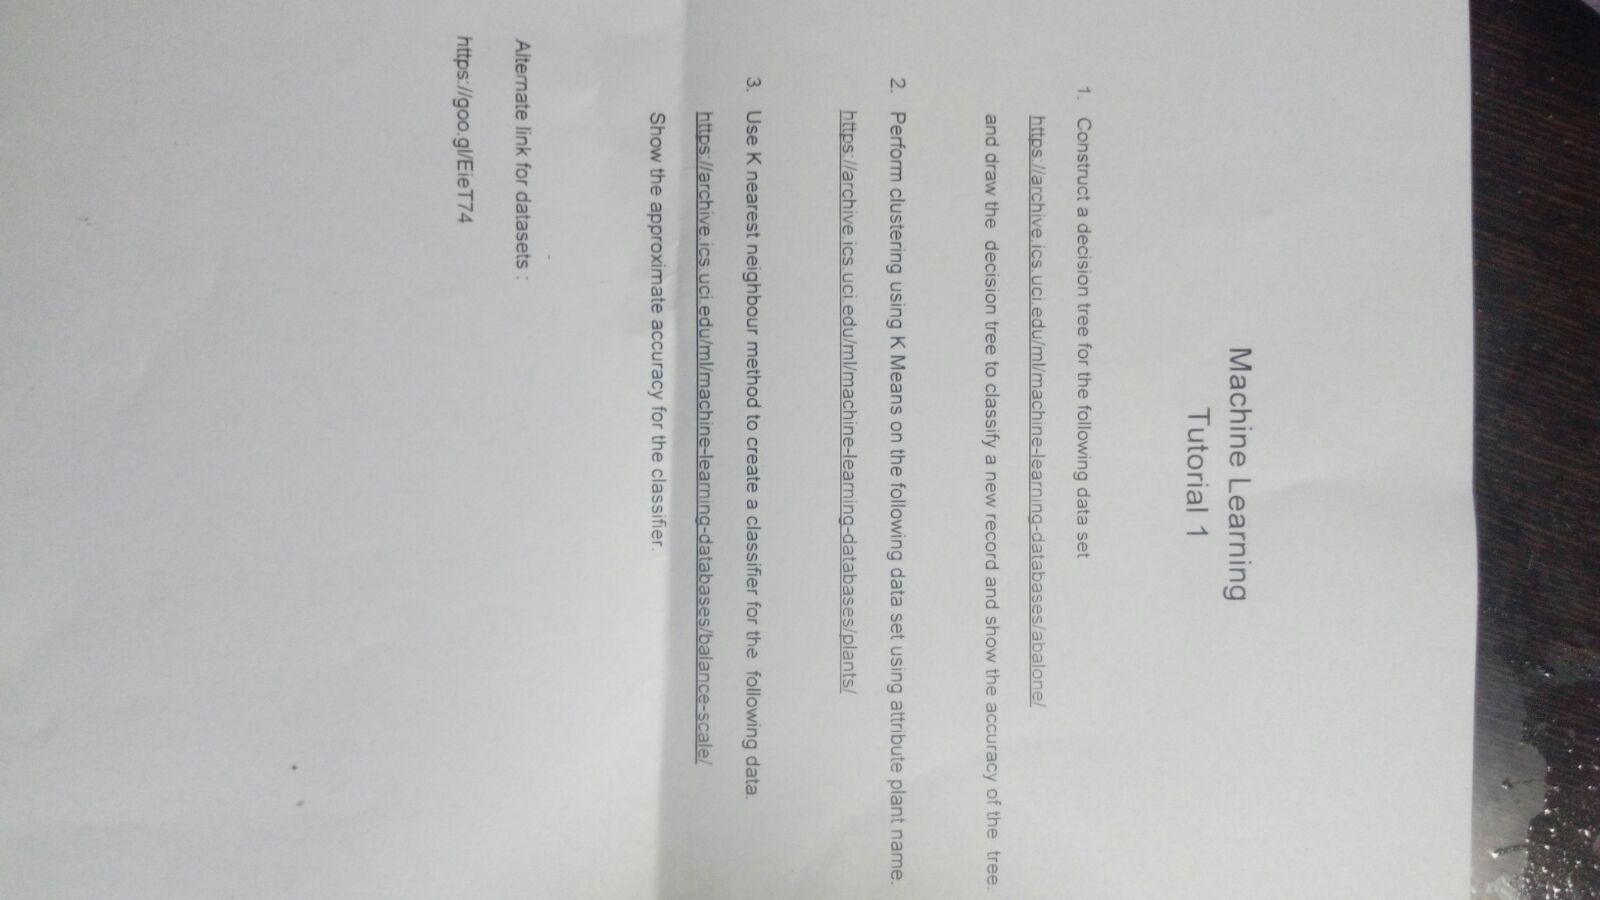 Machine Learning
Tutorial 1
1. Construct a decision tree for the following data set
https://archive.ics.uci.edu/ml/machine-learning-databases/abalone/
and draw the decision tree to classify a new record and show the accuracy of the tree.
2. Perform clustering using K Means on the following data set using attribute plant name.
https://archive.ics.uci.edu/ml/machine-learning-databases/plants/
3. Use K nearest neighbour method to create a classifier for the following data.
https://archive.ics.uci.edu/ml/machine-learning-databases/balance-scale/
Show the approximate accuracy for the classifier.
Alternate link for datasets :
https://goo.gl/EieT74